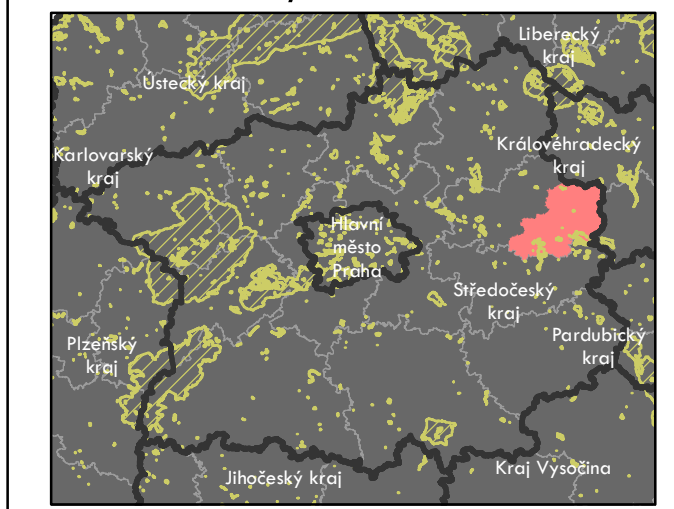 Liberecký
kraj
Ústecký kraj
Královéhradecký
kraj
Karlovarský
kraj
Hlavní
město
Praha
Středočeský
kraj
Plzeňský
kraj
Pardubický
kraj
Jihočeský kraj
Kraj Vysočina